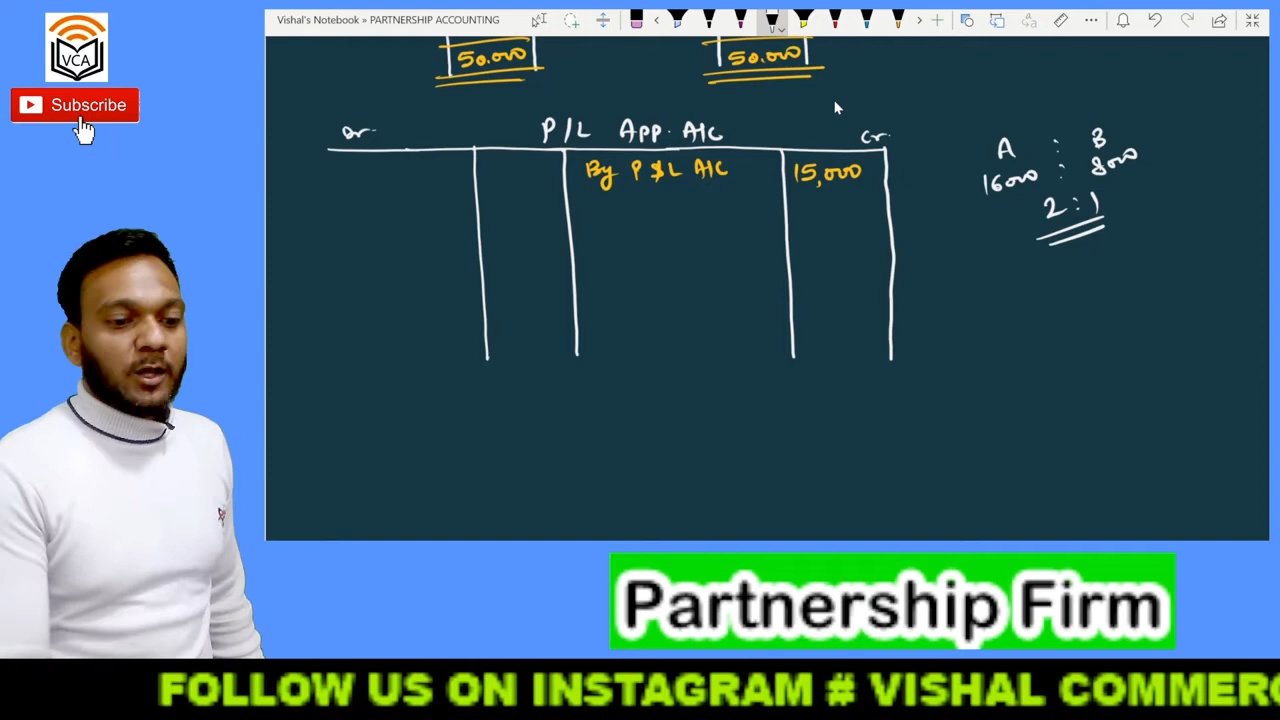 Vishal's Notebook » PARTNERSHIP ACCOUNTING
VCA
Subscribe
50.000 50.000
Dr. P/L App. A/C Cr.
By P & L A/C 15,000
A : B
16000 : 8000
2:1
Partnership Firm
FOLLOW US ON INSTAGRAM # VISHAL COMMERC